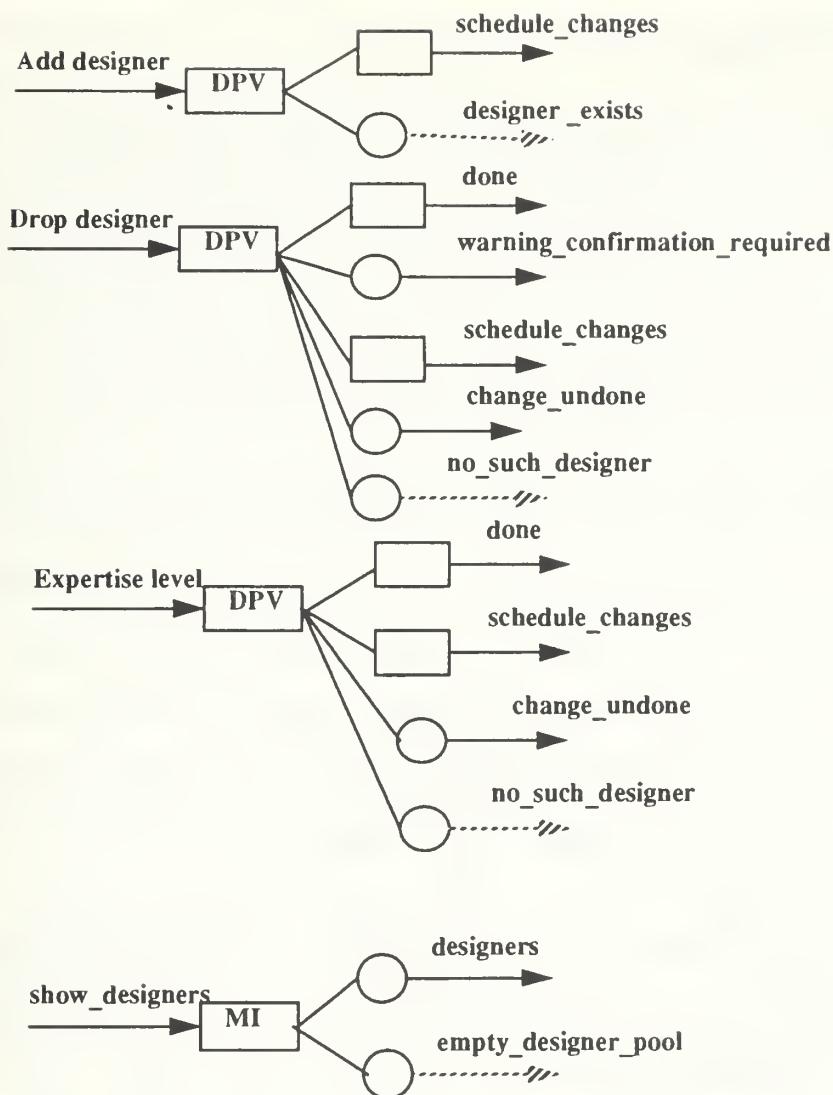 schedule_changes
Add designer
DPV
designer _exists
done
Drop designer
DPV
warning_confirmation_required
schedule_changes
change_undone
no_such_designer
done
Expertise level
DPV
schedule_changes
change_undone
no_such_designer
designers
show_designers
MI
empty_designer_pool